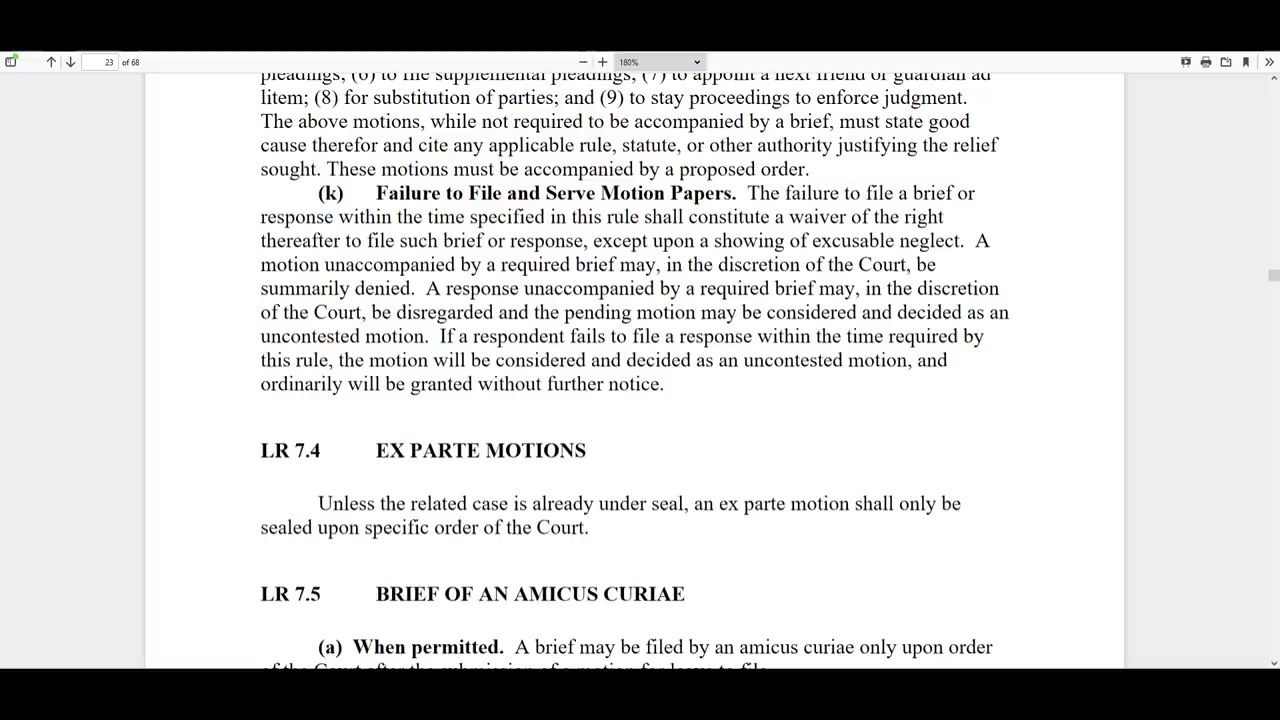 23 of 68
180%
pleadings; (6) to file supplemental pleadings; (7) to appoint a next friend or guardian ad
litem; (8) for substitution of parties; and (9) to stay proceedings to enforce judgment.
The above motions, while not required to be accompanied by a brief, must state good
cause therefor and cite any applicable rule, statute, or other authority justifying the relief
sought. These motions must be accompanied by a proposed order.
(k) Failure to File and Serve Motion Papers. The failure to file a brief or
response within the time specified in this rule shall constitute a waiver of the right
thereafter to file such brief or response, except upon a showing of excusable neglect. A
motion unaccompanied by a required brief may, in the discretion of the Court, be
summarily denied. A response unaccompanied by a required brief may, in the discretion
of the Court, be disregarded and the pending motion may be considered and decided as an
uncontested motion. If a respondent fails to file a response within the time required by
this rule, the motion will be considered and decided as an uncontested motion, and
ordinarily will be granted without further notice.
LR 7.4 EX PARTE MOTIONS
Unless the related case is already under seal, an ex parte motion shall only be
sealed upon specific order of the Court.
LR 7.5 BRIEF OF AN AMICUS CURIAE
(a) When permitted. A brief may be filed by an amicus curiae only upon order
of the Court after the submission of a motion for leave to file.